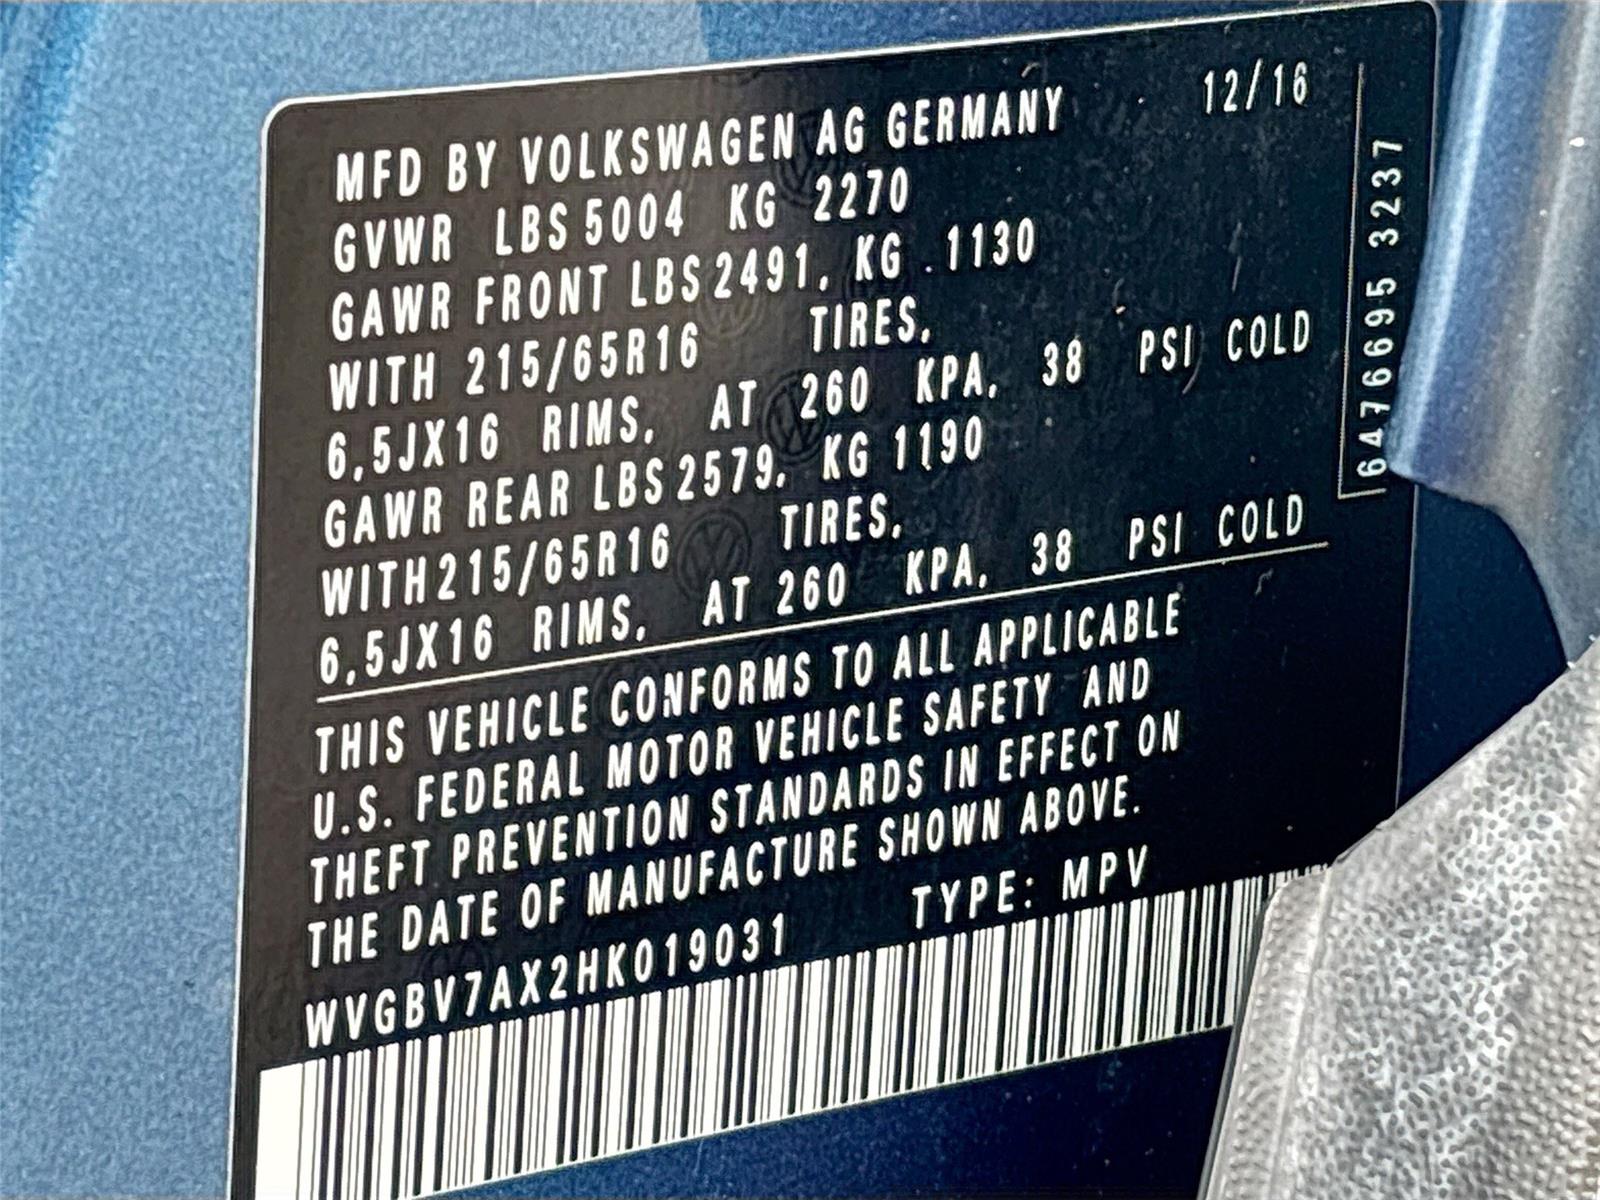 12/16
MFD BY VOLKSWAGEN AG GERMANY
GVWR LBS 5004 KG 2270
GAWR FRONT LBS 2491, KG 1130
WITH 215/65R16 TIRES,
6,5JX16 RIMS, AT 260 KPA, 38 PSI COLD
GAWR REAR LBS 2579, KG 1190
WITH 215/65R16 TIRES,
6,5JX16 RIMS, AT 260 KPA, 38 PSI COLD
THIS VEHICLE CONFORMS TO ALL APPLICABLE
U.S. FEDERAL MOTOR VEHICLE SAFETY AND
THEFT PREVENTION STANDARDS IN EFFECT ON
THE DATE OF MANUFACTURE SHOWN ABOVE.
WVGBV7AX2HK019031 TYPE: MPV
6476695 3237